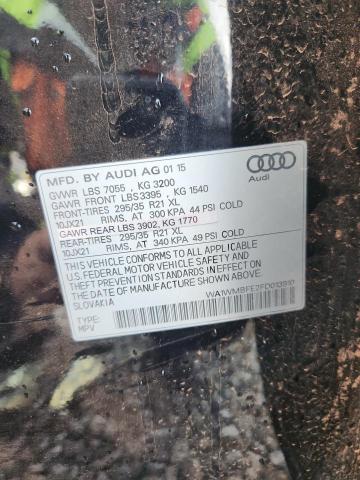 MFD. BY AUDI AG 01 15
GVWR LBS 7055 , KG 3200
GAWR FRONT LBS 3395, KG 1540
FRONT-TIRES 295/35 R21 XL
10JX21 RIMS, AT 300 KPA 44 PSI COLD
GAWR REAR LBS 3902, KG 1770
REAR-TIRES 295/35 R21 XL
10JX21 RIMS, AT 340 KPA 49 PSI COLD
THIS VEHICLE CONFORMS TO ALL APPLICABLE
U.S. FEDERAL MOTOR VEHICLE SAFETY AND
THEFT PREVENTION STANDARDS IN EFFECT ON
THE DATE OF MANUFACTURE SHOWN ABOVE.
SLOVAKIA
TYPE:
MPV
WA1WMBFE2FD013910
Audi